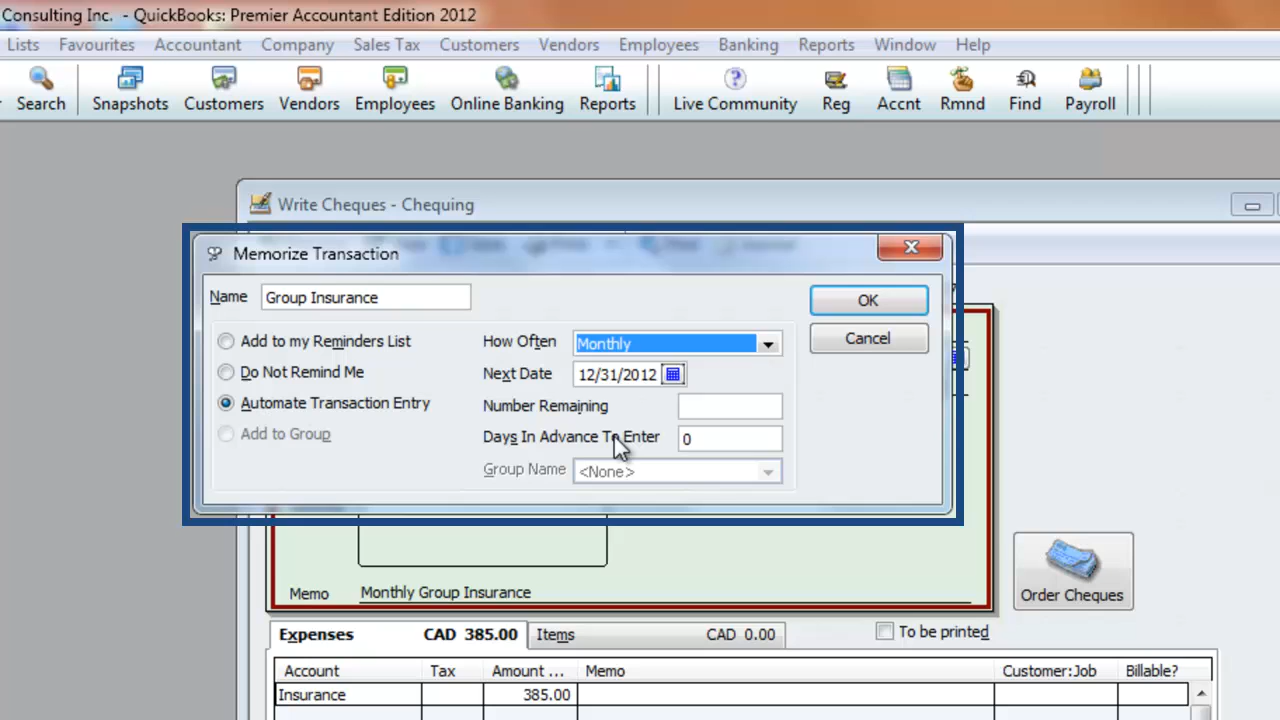 Consulting Inc. - QuickBooks: Premier Accountant Edition 2012
Lists Favourites Accountant Company Sales Tax Customers Vendors Employees Banking Reports Window Help
Search Snapshots Customers Vendors Employees Online Banking Reports Live Community Reg Accnt Rmnd Find Payroll
Write Cheques - Chequing
Memorize Transaction
Name Group Insurance OK
Add to my Reminders List How Often Monthly Cancel
Do Not Remind Me Next Date 12/31/2012
Automate Transaction Entry Number Remaining
Add to Group Days In Advance To Enter 0
Group Name <None>
Order Cheques
Memo Monthly Group Insurance
Expenses CAD 385.00 Items CAD 0.00 To be printed
Account Tax Amount ... Memo Customer:Job Billable?
Insurance 385.00